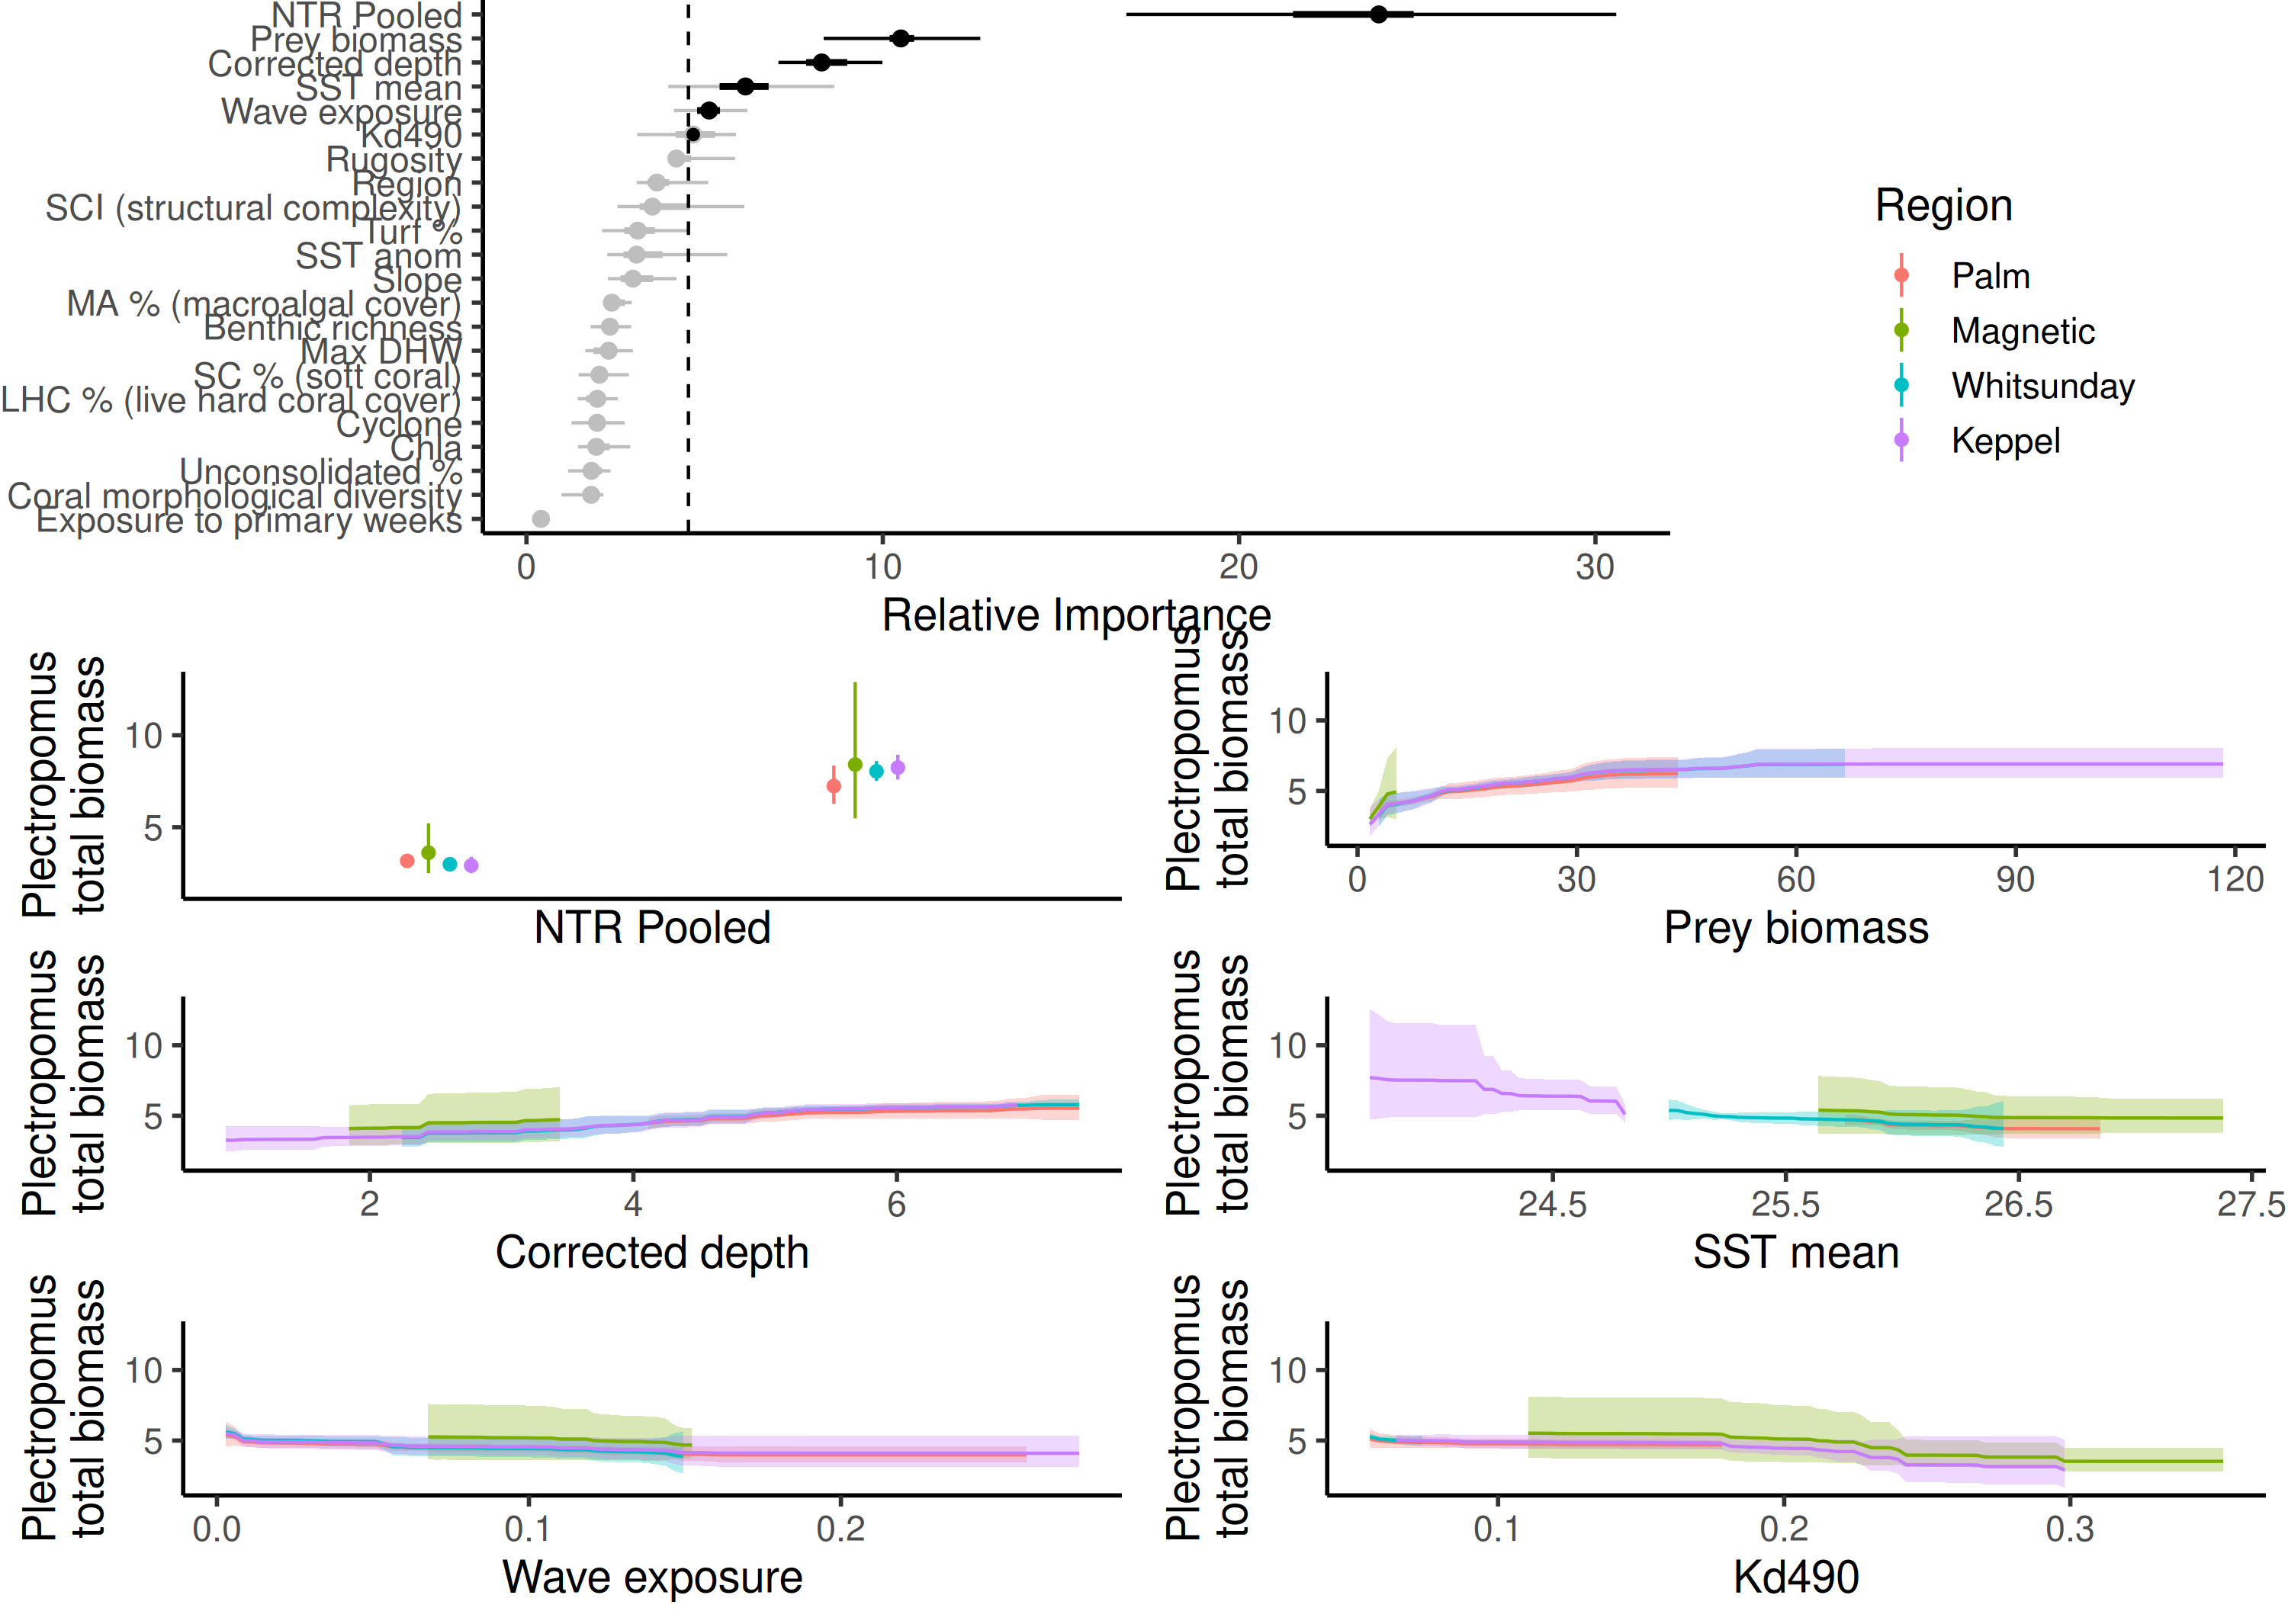 NTR Pooled
Prey biomass
Corrected depth
SST mean
Wave exposure
Kd490
Rugosity
Region
SCI (structural complexity)
Turf %
SST anom
Slope
MA % (macroalgal cover)
Benthic richness
Max DHW
SC % (soft coral)
LHC % (live hard coral cover)
Cyclone
Chla
Unconsolidated %
Coral morphological diversity
Exposure to primary weeks
0 10 20 30
Relative Importance
Region
Palm
Magnetic
Whitsunday
Keppel
Plectropomus
total biomass
10
5
NTR Pooled
Plectropomus
total biomass
10
5
0 30 60 90 120
Prey biomass
Plectropomus
total biomass
10
5
2 4 6
Corrected depth
Plectropomus
total biomass
10
5
24.5 25.5 26.5 27.5
SST mean
Plectropomus
total biomass
10
5
0.0 0.1 0.2
Wave exposure
Plectropomus
total biomass
10
5
0.1 0.2 0.3
Kd490